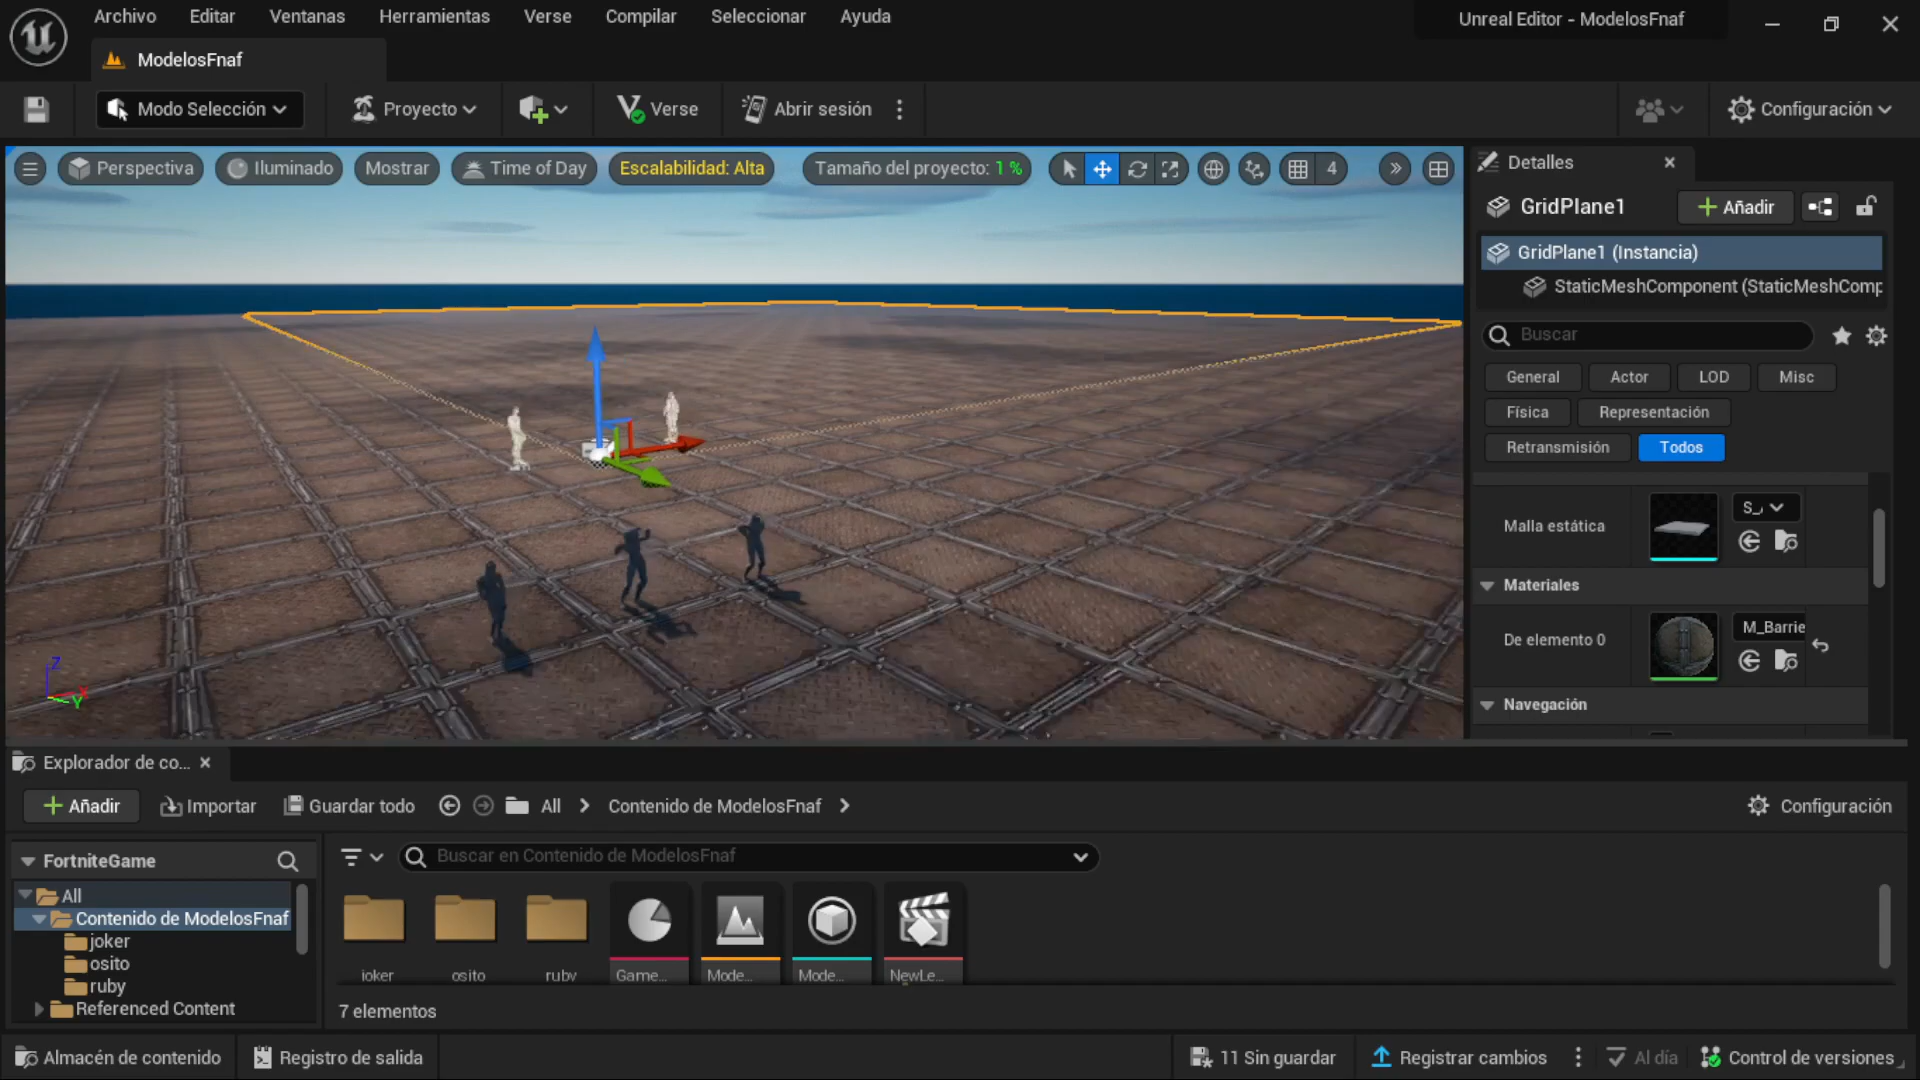 Archivo
Editar
Ventanas
Herramientas
Verse
Compilar
Seleccionar
Ayuda
Unreal Editor - ModelosFnaf
ModelosFnaf
Modo Selección
Proyecto
Verse
Abrir sesión
Configuración
Perspectiva
Iluminado
Mostrar
Time of Day
Escalabilidad: Alta
Tamaño del proyecto: 1 %
4
Detalles
GridPlane1
Añadir
GridPlane1 (Instancia)
StaticMeshComponent (StaticMeshComp
Buscar
General
Actor
LOD
Misc
Física
Representación
Retransmisión
Todos
Malla estática
S_
Materiales
De elemento 0
M_Barrie
Navegación
Z
X
Y
Explorador de co...
Añadir
Importar
Guardar todo
All
Contenido de ModelosFnaf
Configuración
FortniteGame
Buscar en Contenido de ModelosFnaf
All
Contenido de ModelosFnaf
joker
osito
ruby
Referenced Content
joker
osito
ruby
Game...
Mode...
Mode...
NewLe...
7 elementos
Almacén de contenido
Registro de salida
11 Sin guardar
Registrar cambios
Al día
Control de versiones